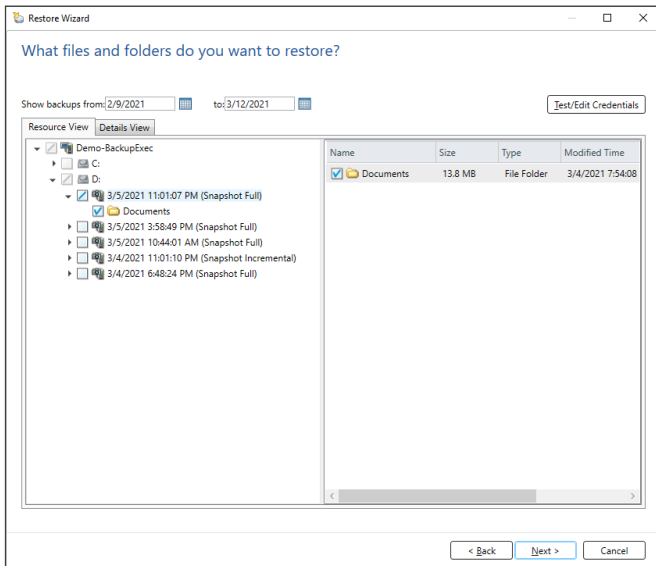 Restore Wizard
What files and folders do you want to restore?
Show backups from: 2/9/2021 to: 3/12/2021 Test/Edit Credentials
Resource View Details View
Demo-BackupExec
C:
D:
3/5/2021 11:01:07 PM (Snapshot Full)
Documents
3/5/2021 3:58:49 PM (Snapshot Full)
3/5/2021 10:44:01 AM (Snapshot Full)
3/4/2021 11:01:10 PM (Snapshot Incremental)
3/4/2021 6:48:24 PM (Snapshot Full)
Name Size Type Modified Time
Documents 13.8 MB File Folder 3/4/2021 7:54:08
< Back Next > Cancel